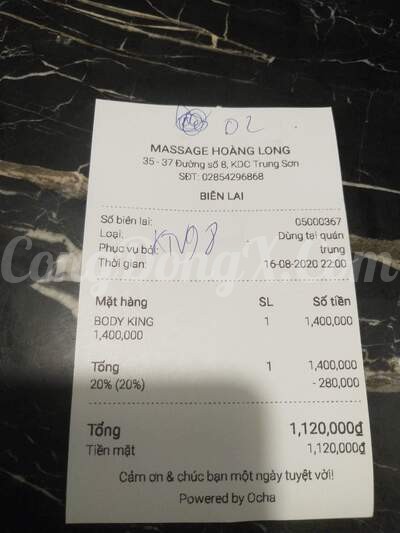 02
MASSAGE HOÀNG LONG
35 - 37 Đường số 8, KDC Trung Sơn
SĐT: 02854296868
BIÊN LAI
Số biên lai: 05000367
Loại: Dùng tại quán
Phục vụ bởi: trung
KTV98
Thời gian: 16-08-2020 22:00
Mặt hàng SL Số tiền
BODY KING 1 1,400,000
1,400,000
Tổng 1 1,400,000
20% (20%) - 280,000
Tổng 1,120,000₫
Tiền mặt 1,120,000₫
Cảm ơn & chúc bạn một ngày tuyệt vời!
Powered by Ocha